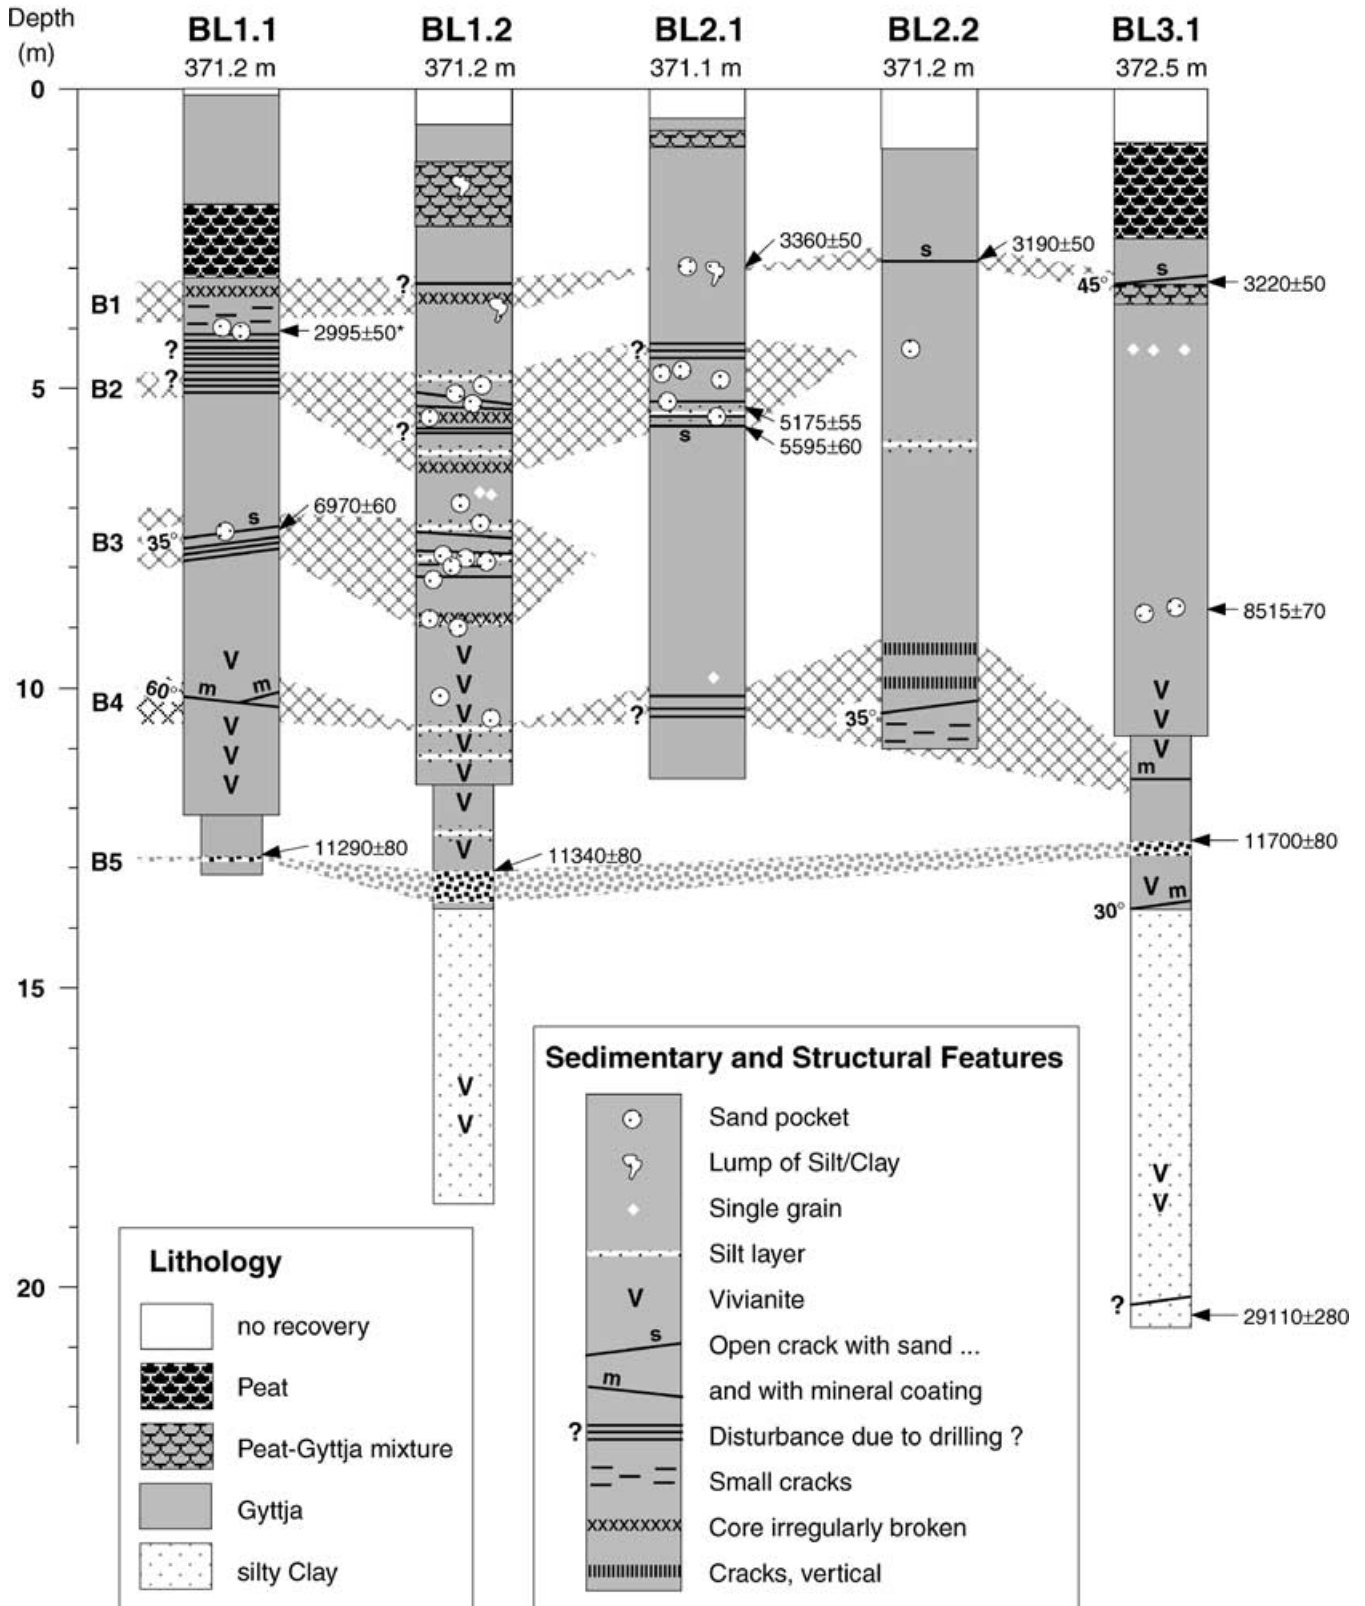 Depth
(m)
BL1.1 BL1.2 BL2.1 BL2.2 BL3.1
371.2 m 371.2 m 371.1 m 371.2 m 372.5 m
0
3360±50
s
3190±50
s
45°
3220±50
B1
?
2995±50*
?
?
5
B2
?
?
5175±55
s
5595±60
6970±60
s
35°
B3
8515±70
V V
10
60°
m m
V V
B4
V V
?
35°
V
V
V
V
V
V
V
V
V
m
V
V
B5
11290±80
11340±80
11700±80
V m
30°
15
V
V
V
V
20
?
29110±280
Lithology
no recovery
Peat
Peat-Gyttja mixture
Gyttja
silty Clay
Sedimentary and Structural Features
Sand pocket
Lump of Silt/Clay
Single grain
Silt layer
V Vivianite
s Open crack with sand ...
m and with mineral coating
? Disturbance due to drilling ?
Small cracks
Core irregularly broken
Cracks, vertical